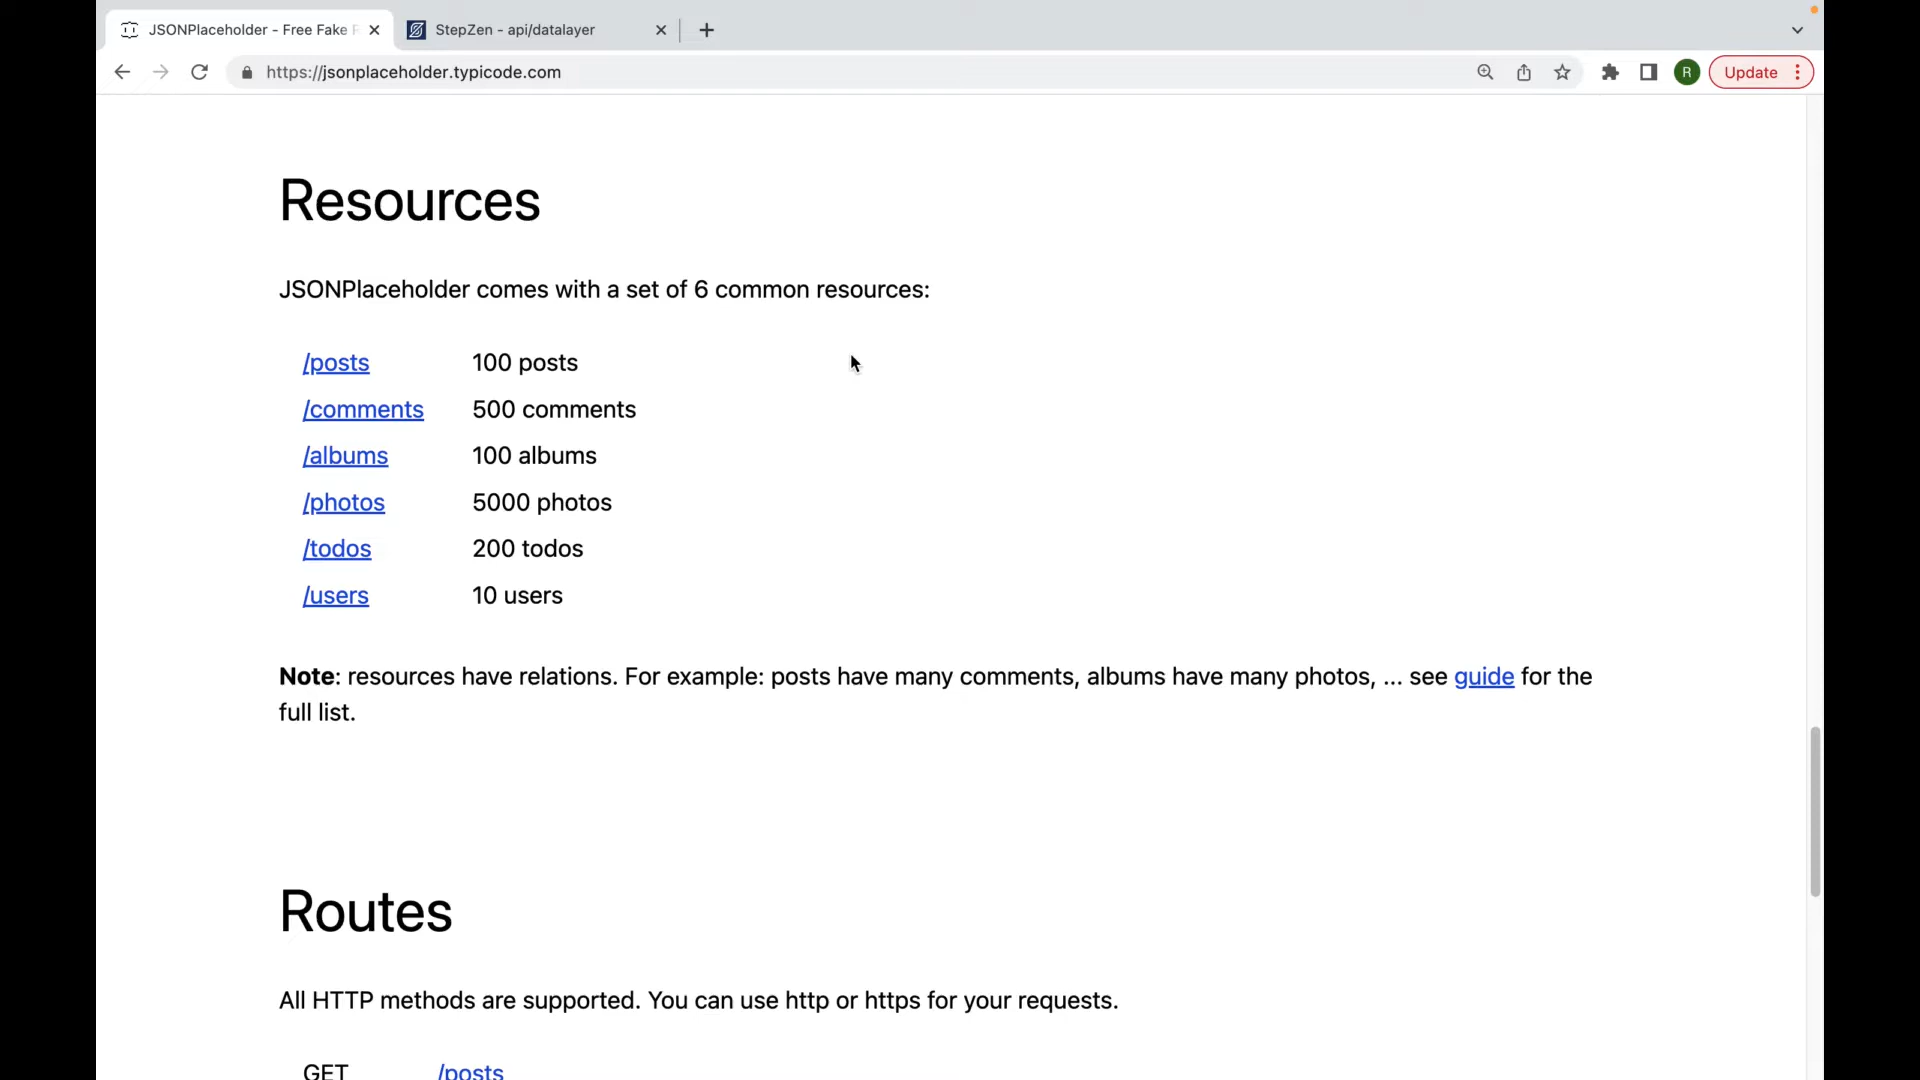 JSONPlaceholder - Free Fake
StepZen - api/datalayer
https://jsonplaceholder.typicode.com
R
Update
Resources
JSONPlaceholder comes with a set of 6 common resources:
/posts 100 posts
/comments 500 comments
/albums 100 albums
/photos 5000 photos
/todos 200 todos
/users 10 users
Note: resources have relations. For example: posts have many comments, albums have many photos, ... see guide for the
full list.
Routes
All HTTP methods are supported. You can use http or https for your requests.
GET /posts